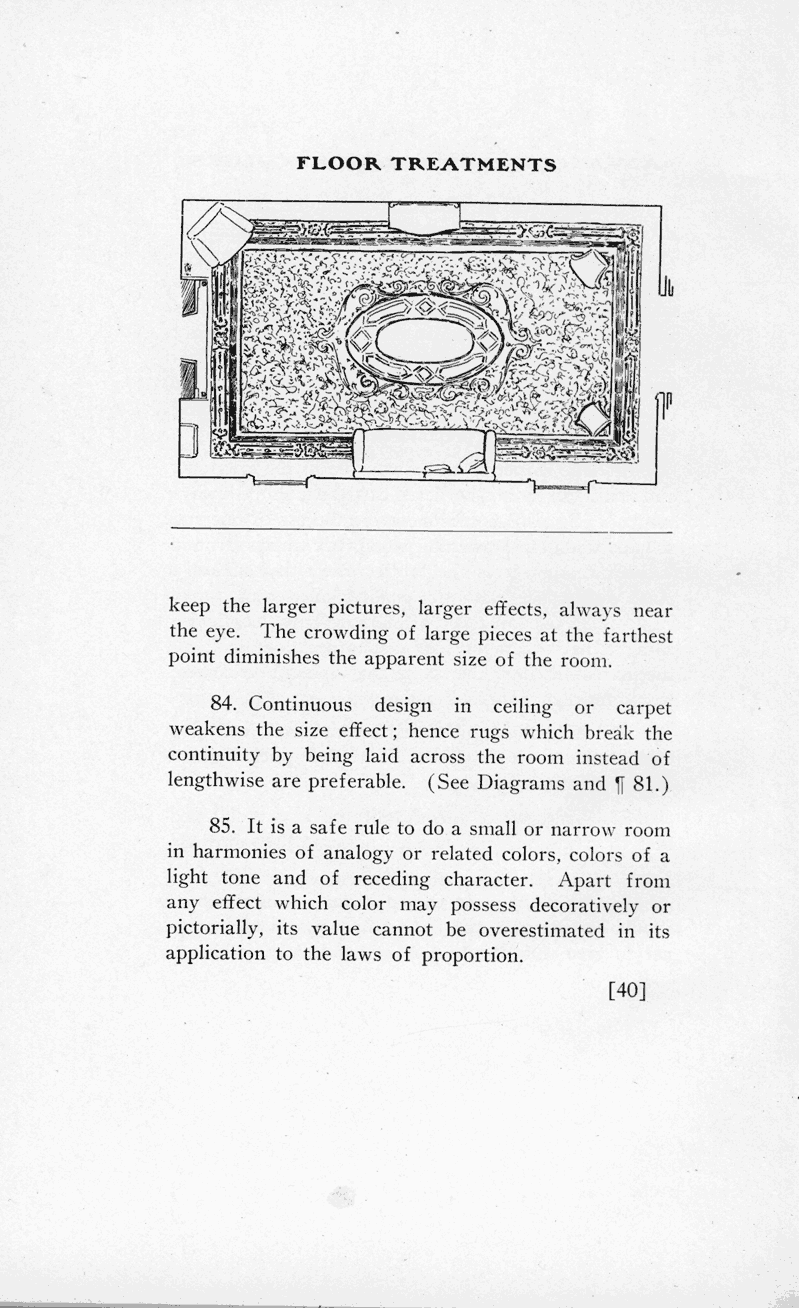 FLOOR TREATMENTS
keep the larger pictures, larger effects, always near
the eye. The crowding of large pieces at the farthest
point diminishes the apparent size of the room.
84. Continuous design in ceiling or carpet
weakens the size effect; hence rugs which break the
continuity by being laid across the room instead of
lengthwise are preferable. (See Diagrams and ¶ 81.)
85. It is a safe rule to do a small or narrow room
in harmonies of analogy or related colors, colors of a
light tone and of receding character. Apart from
any effect which color may possess decoratively or
pictorially, its value cannot be overestimated in its
application to the laws of proportion.
[40]